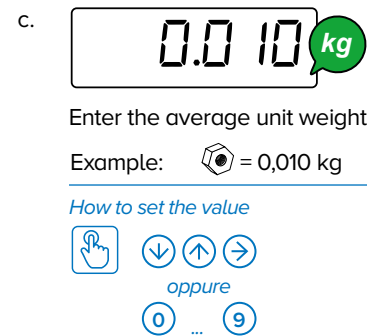 c.
0.010 kg
Enter the average unit weight
Example: = 0,010 kg
How to set the value
oppure
0 ... 9